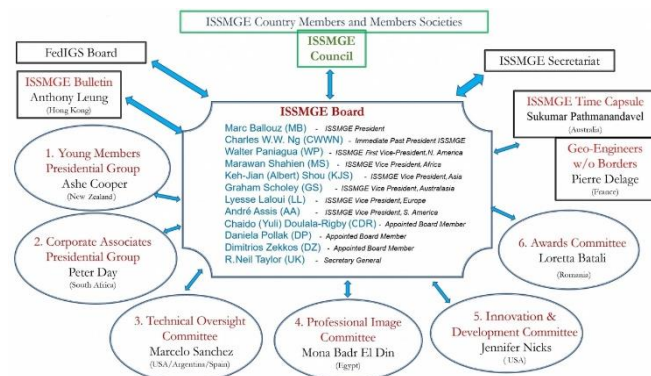 ISSMGE Country Members and Members Societies
ISSMGE
Council
FedIGS Board
ISSMGE Secretariat
ISSMGE Bulletin
Anthony Leung
(Hong Kong)
ISSMGE Time Capsule
Sukumar Pathmanandavel
(Australia)
Geo-Engineers
w/o Borders
Pierre Delage
(France)
ISSMGE Board
Marc Ballouz (MB) - ISSMGE President
Charles W.W. Ng (CWWN) - Immediate Past President ISSMGE
Walter Paniagua (WP) - ISSMGE First Vice-President, N. America
Marawan Shahien (MS) - ISSMGE Vice President, Africa
Keh-Jian (Albert) Shou (KJS) - ISSMGE Vice President, Asia
Graham Scholey (GS) - ISSMGE Vice President, Australasia
Lyesse Laloui (LL) - ISSMGE Vice President, Europe
André Assis (AA) - ISSMGE Vice President, S. America
Chaido (Yuli) Doulala-Rigby (CDR) - Appointed Board Member
Daniela Pollak (DP) - Appointed Board Member
Dimitrios Zekkos (DZ) - Appointed Board Member
R.Neil Taylor (UK) - Secretary General
1. Young Members
Presidential Group
Ashe Cooper
(New Zealand)
2. Corporate Associates
Presidential Group
Peter Day
(South Africa)
3. Technical Oversight
Committee
Marcelo Sanchez
(USA/Argentina/Spain)
4. Professional Image
Committee
Mona Badr El Din
(Egypt)
5. Innovation &
Development Committee
Jennifer Nicks
( USA)
6. Awards Committee
Loretta Batali
(Romania)